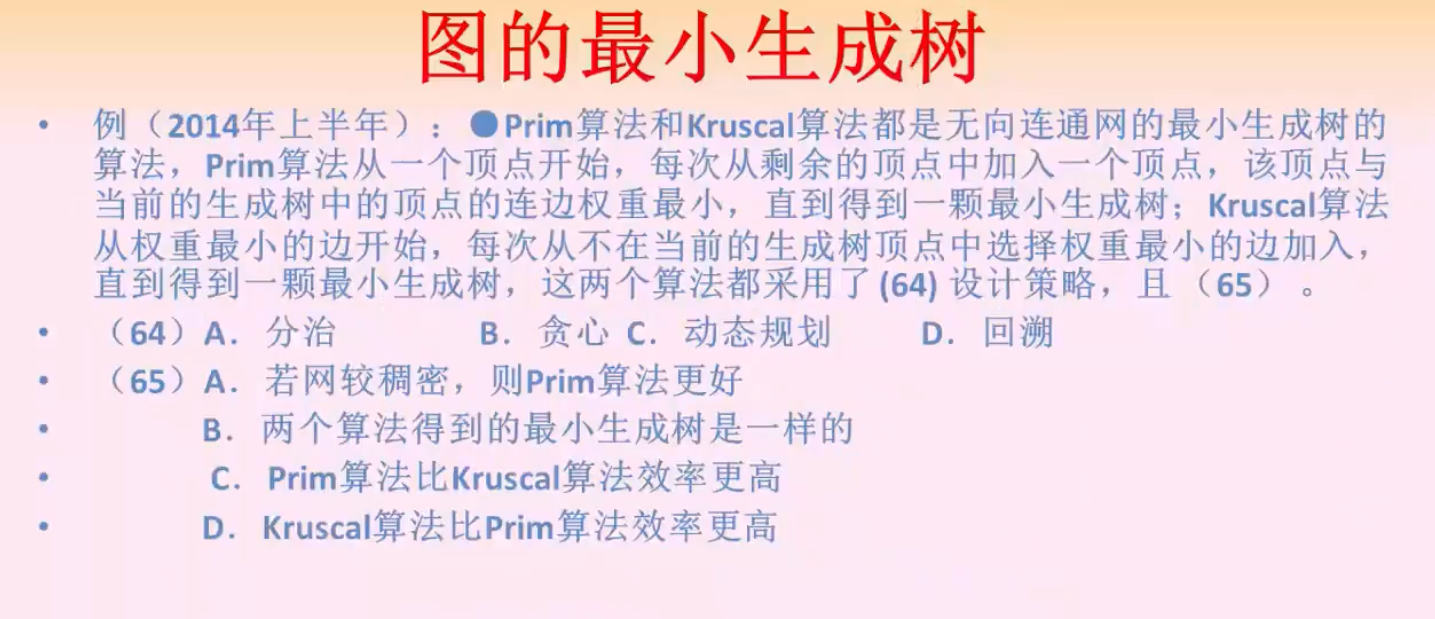 图的最小生成树
• 例（2014年上半年）：●Prim算法和Kruscal算法都是无向连通网的最小生成树的
算法，Prim算法从一个顶点开始，每次从剩余的顶点中加入一个顶点，该顶点与
当前的生成树中的顶点的连边权重最小，直到得到一颗最小生成树；Kruscal算法
从权重最小的边开始，每次从不在当前的生成树顶点中选择权重最小的边加入，
直到得到一颗最小生成树，这两个算法都采用了 (64) 设计策略，且 （65） 。
• （64）A．分治 B．贪心 C．动态规划 D．回溯
• （65）A．若网较稠密，则Prim算法更好
• B．两个算法得到的最小生成树是一样的
• C．Prim算法比Kruscal算法效率更高
• D．Kruscal算法比Prim算法效率更高